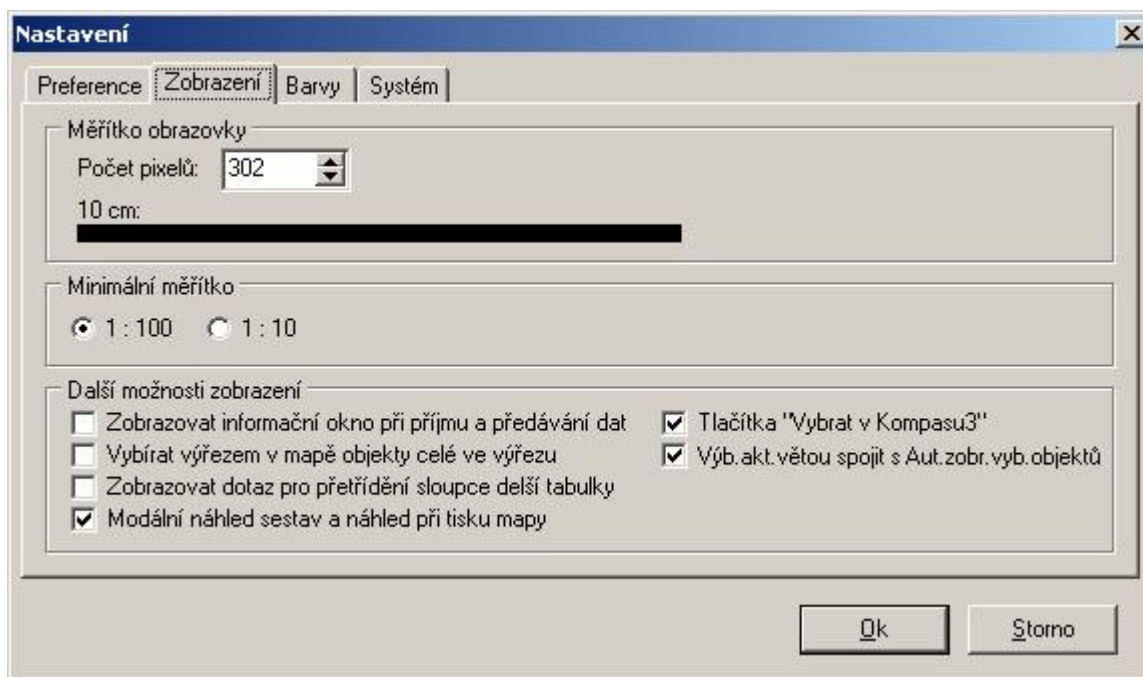 Nastavení
Preference Zobrazení Barvy Systém
Měřítko obrazovky
Počet pixelů: 302
10 cm:
Minimální měřítko
1 : 100 1 : 10
Další možnosti zobrazení
Zobrazovat informační okno při příjmu a předávání dat Tlačítka "Vybrat v Kompasu3"
Vybírat výřezem v mapě objekty celé ve výřezu Výb.akt.větou spojit s Aut.zobr.vyb.objektů
Zobrazovat dotaz pro přetřídění sloupce delší tabulky
Modální náhled sestav a náhled při tisku mapy
Ok Storno